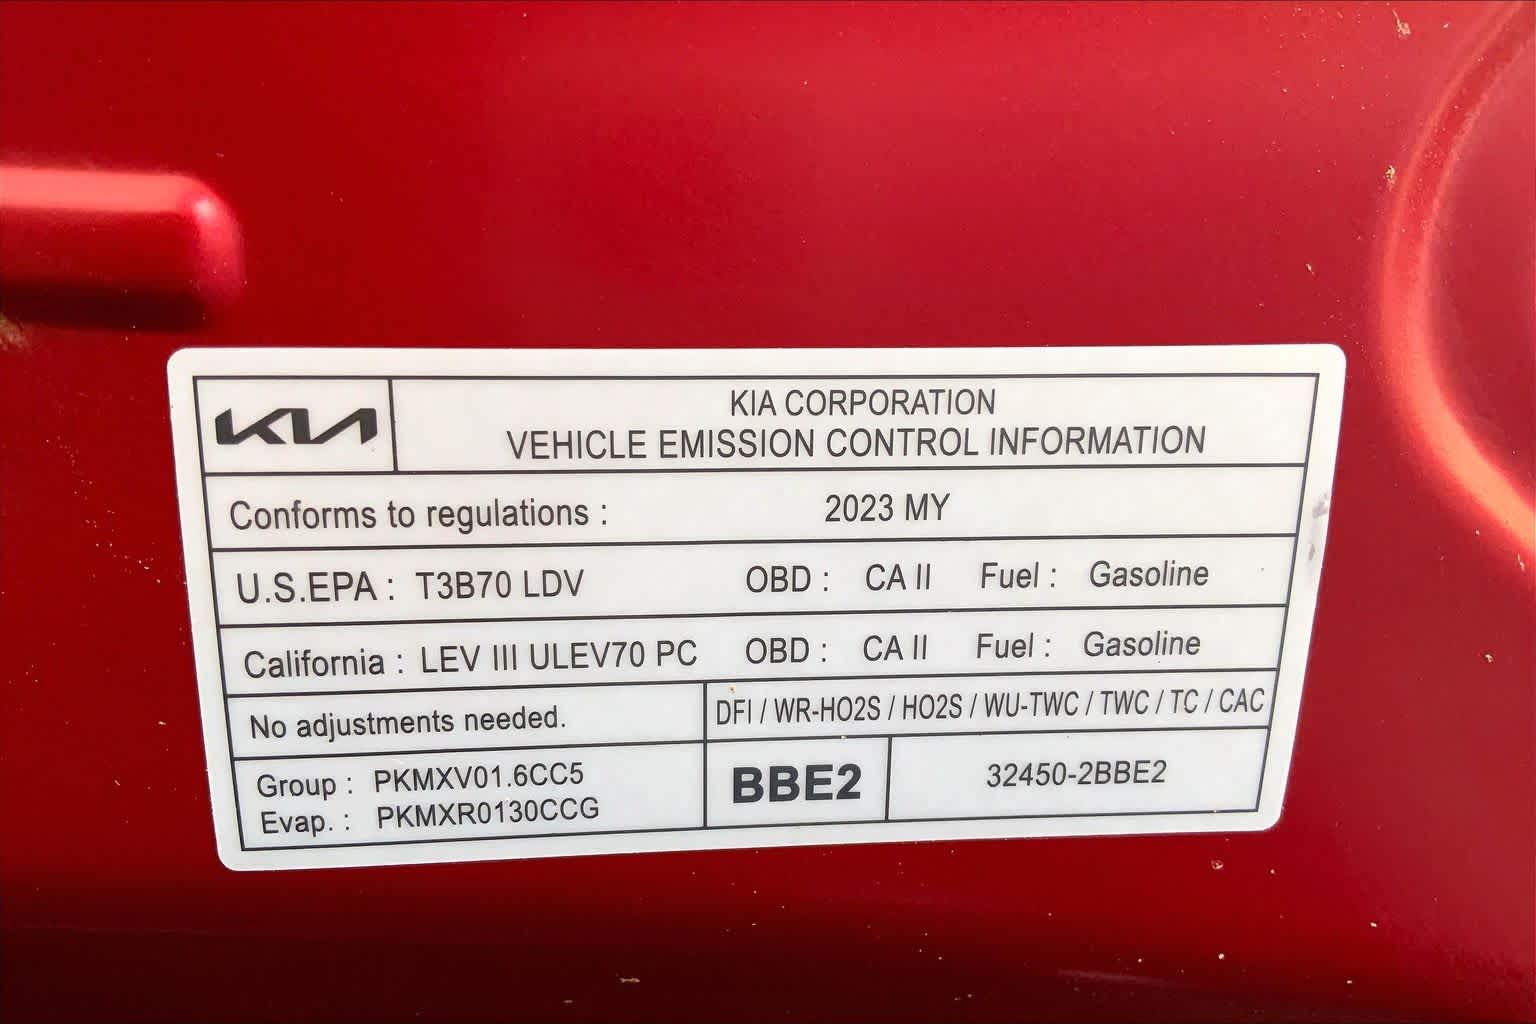 KIA
KIA CORPORATION
VEHICLE EMISSION CONTROL INFORMATION
Conforms to regulations : 2023 MY
U.S.EPA : T3B70 LDV OBD : CA II Fuel : Gasoline
California : LEV III ULEV70 PC OBD : CA II Fuel : Gasoline
No adjustments needed.
DFI / WR-HO2S / HO2S / WU-TWC / TWC / TC / CAC
Group : PKMXV01.6CC5
Evap. : PKMXR0130CCG
BBE2
32450-2BBE2